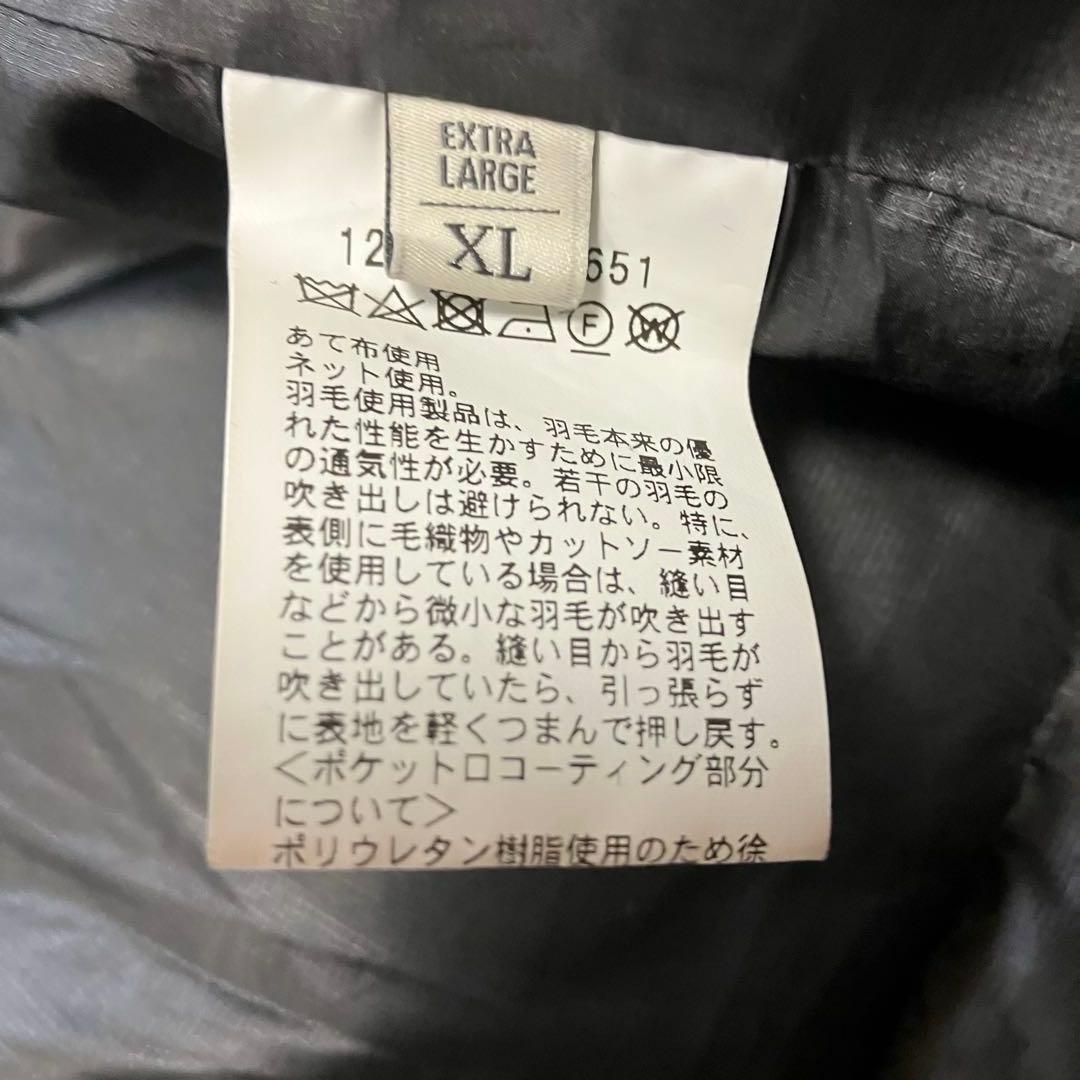 EXTRA
LARGE
XL
12 651
F W
あて布使用
ネット使用。
羽毛使用製品は、羽毛本来の優
れた性能を生かすために最小限
の通気性が必要。若干の羽毛の
吹き出しは避けられない。特に、
表側に毛織物やカットソー素材
を使用している場合は、縫い目
などから微小な羽毛が吹き出す
ことがある。縫い目から羽毛が
吹き出していたら、引っ張らず
に表地を軽くつまんで押し戻す。
＜ポケット口コーティング部分
について＞
ポリウレタン樹脂使用のため徐